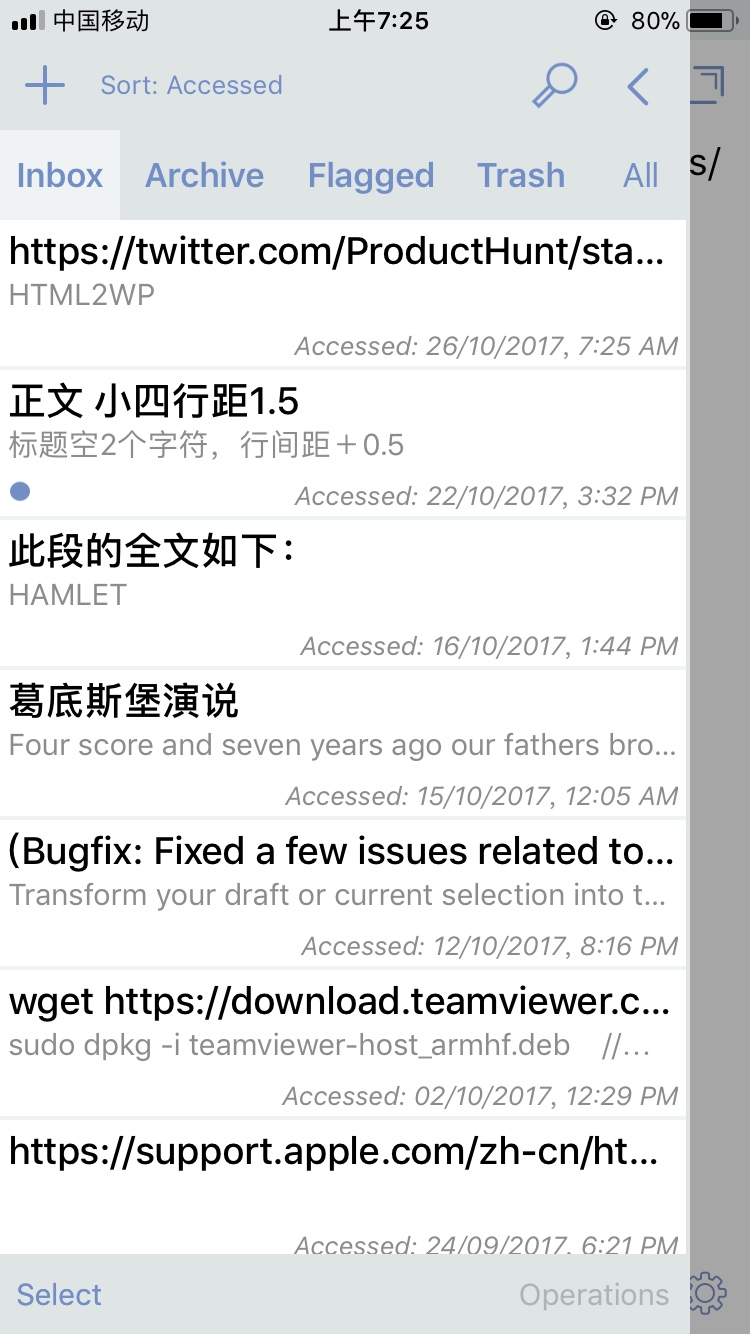 中国移动 上午7:25 80%
Sort: Accessed
s/
Inbox Archive Flagged Trash All
https://twitter.com/ProductHunt/sta...
HTML2WP
Accessed: 26/10/2017, 7:25 AM
正文 小四行距1.5
标题空2个字符，行间距＋0.5
Accessed: 22/10/2017, 3:32 PM
此段的全文如下：
HAMLET
Accessed: 16/10/2017, 1:44 PM
葛底斯堡演说
Four score and seven years ago our fathers bro...
Accessed: 15/10/2017, 12:05 AM
(Bugfix: Fixed a few issues related to...
Transform your draft or current selection into t...
Accessed: 12/10/2017, 8:16 PM
wget https://download.teamviewer.c...
sudo dpkg -i teamviewer-host_armhf.deb //...
Accessed: 02/10/2017, 12:29 PM
https://support.apple.com/zh-cn/ht...
Accessed: 24/09/2017, 6:21 PM
Select Operations